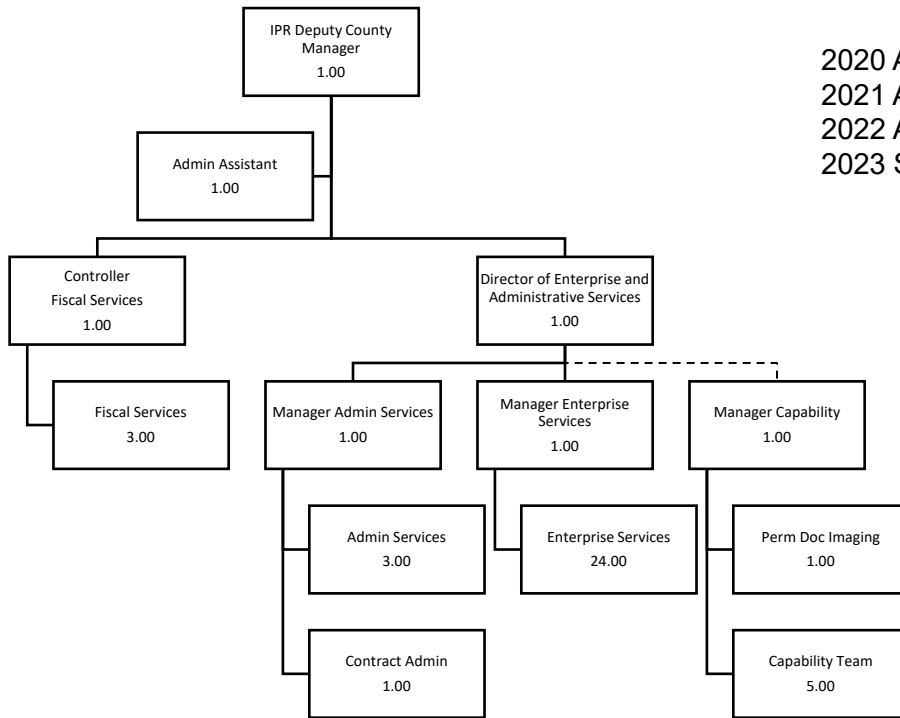 IPR Deputy County
Manager
1.00
2020 A
2021 A
2022 A
2023 S
Admin Assistant
1.00
Controller
Fiscal Services
1.00
Director of Enterprise and
Administrative Services
1.00
Fiscal Services
3.00
Manager Admin Services
1.00
Manager Enterprise
Services
1.00
Manager Capability
1.00
Admin Services
3.00
Enterprise Services
24.00
Perm Doc Imaging
1.00
Contract Admin
1.00
Capability Team
5.00